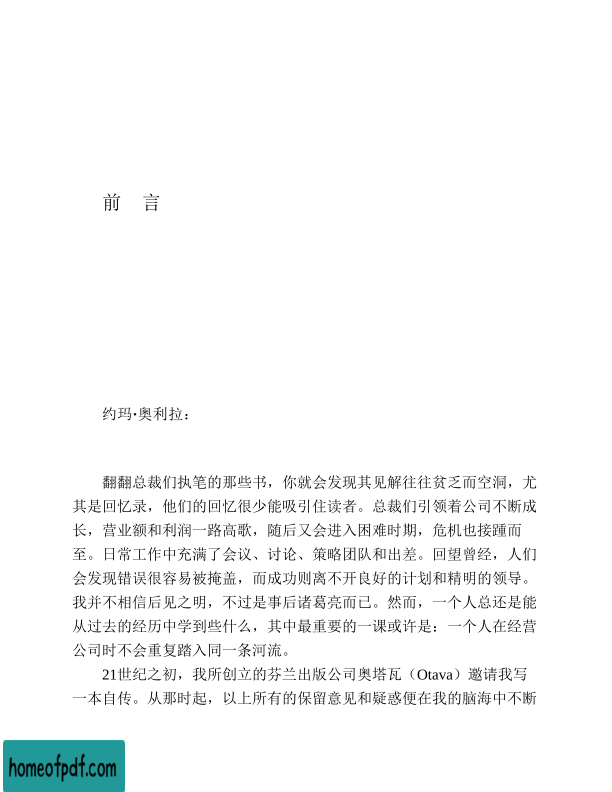 前 言
约玛·奥利拉：
翻翻总裁们执笔的那些书，你就会发现其见解往往贫乏而空洞，尤
其是回忆录，他们的回忆很少能吸引住读者。总裁们引领着公司不断成
长，营业额和利润一路高歌，随后又会进入困难时期，危机也接踵而
至。日常工作中充满了会议、讨论、策略团队和出差。回望曾经，人们
会发现错误很容易被掩盖，而成功则离不开良好的计划和精明的领导。
我并不相信后见之明，不过是事后诸葛亮而已。然而，一个人总还是能
从过去的经历中学到些什么，其中最重要的一课或许是：一个人在经营
公司时不会重复踏入同一条河流。
21世纪之初，我所创立的芬兰出版公司奥塔瓦（Otava）邀请我写
一本自传。从那时起，以上所有的保留意见和疑惑便在我的脑海中不断
homeofpdf.com